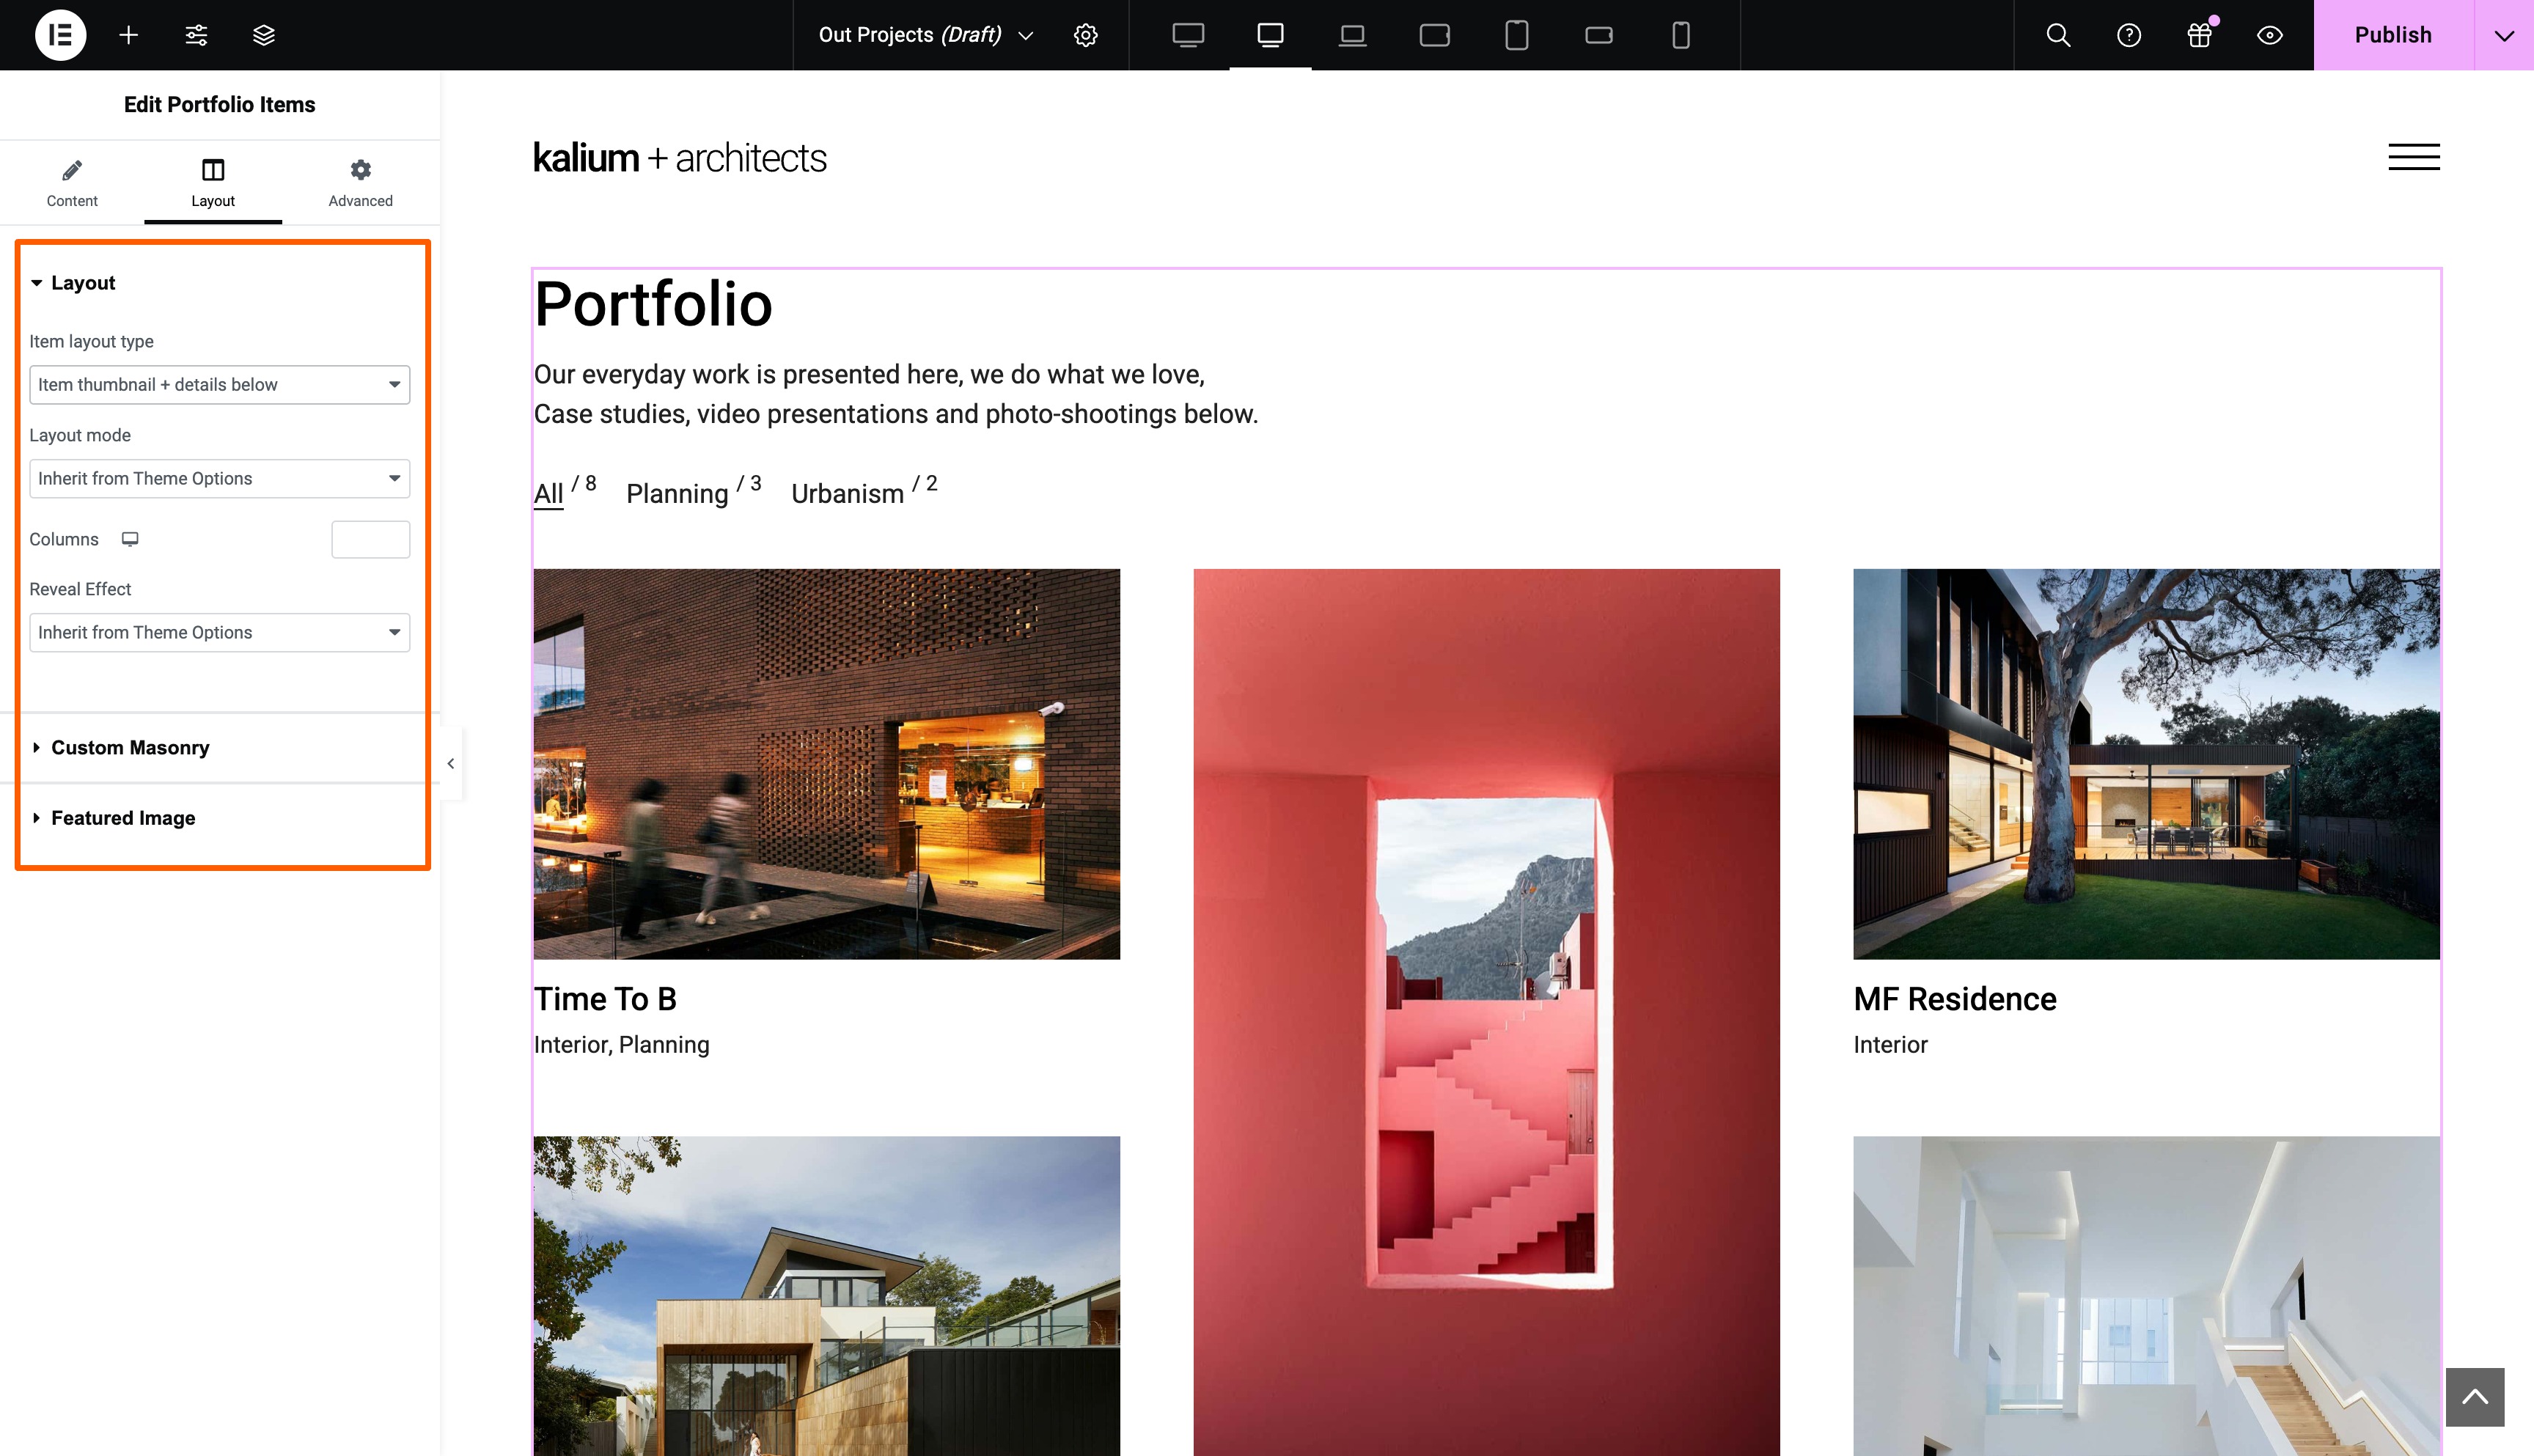 Out Projects (Draft)
Publish
Edit Portfolio Items
Content
Layout
Advanced
Layout
Item layout type
Item thumbnail + details below
Layout mode
Inherit from Theme Options
Columns
Reveal Effect
Inherit from Theme Options
Custom Masonry
Featured Image
kalium + architects
Portfolio
Our everyday work is presented here, we do what we love,
Case studies, video presentations and photo-shootings below.
All / 8 Planning / 3 Urbanism / 2
Time To B
Interior, Planning
MF Residence
Interior